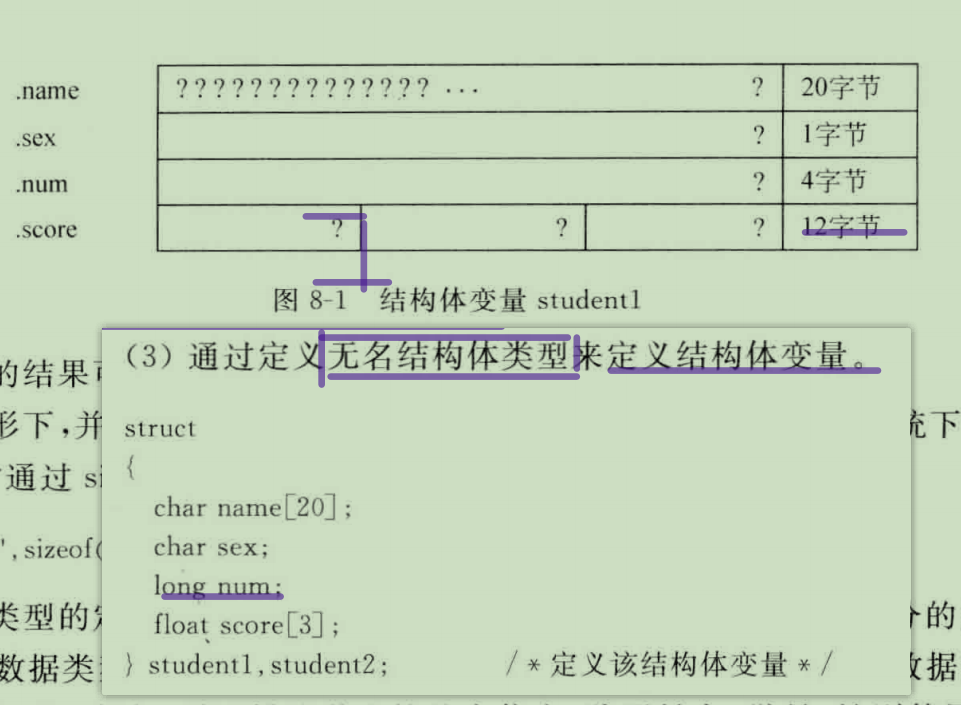 .name ?????????????? ... ? 20字节
.sex ? 1字节
.num ? 4字节
.score ? ? ? 12字节
图 8-1 结构体变量 student1
(3) 通过定义无名结构体类型来定义结构体变量。
的结果
形下,并
统下
通过
struct
{
char name[20];
char sex;
",sizeof(
long num;
类型的
float score[3];
分的
数据类
} student1,student2; /*定义该结构体变量*/
数据